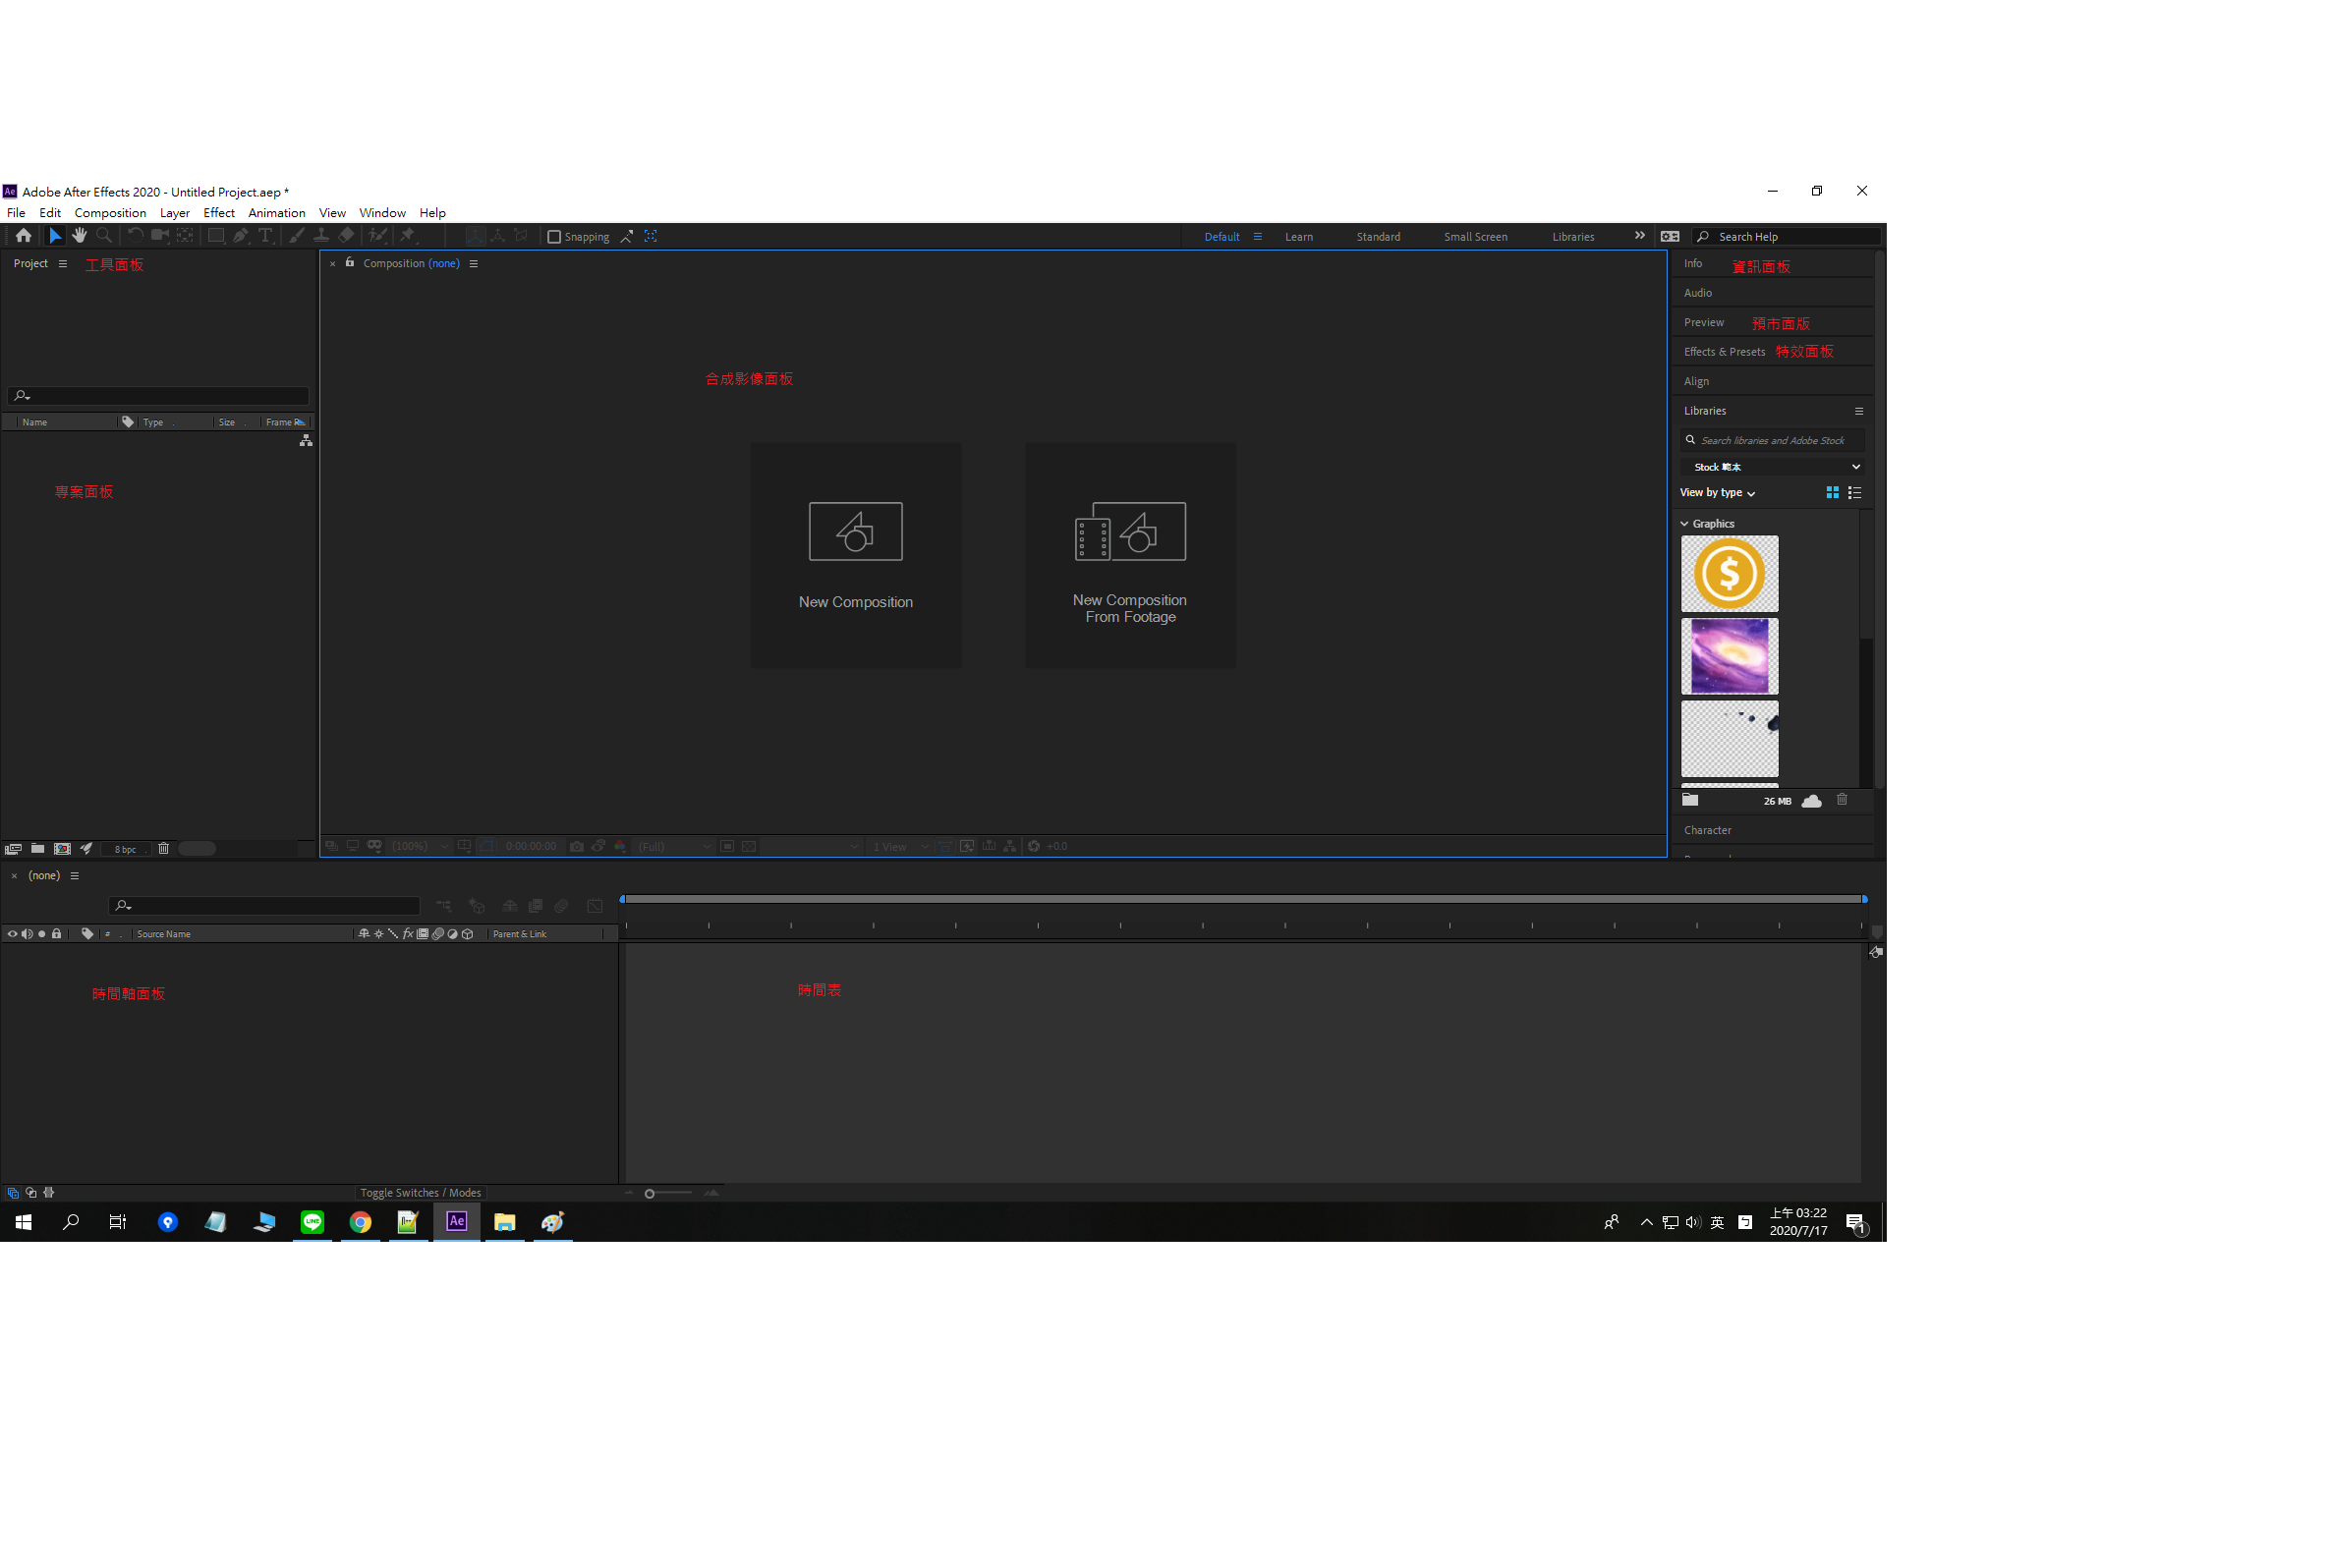 Adobe After Effects 2020 - Untitled Project.aep *
File Edit Composition Layer Effect Animation View Window Help
Snapping Default Learn Standard Small Screen Libraries Search Help
Project 工具面板
Composition (none)
Info 資訊面板
Audio
Preview 預市面版
Effects & Presets 特效面板
合成影像面板
Align
Libraries
Name Type Size Frame R
Search libraries and Adobe Stock
Stock 範本
View by type
專案面板
Graphics
New Composition
New Composition
From Footage
26 MB
Character
8 bpc
(100%) 0:00:00:00 (Full) 1 View +0.0
(none)
# Source Name fx Parent & Link
時間軸面板
時間表
Toggle Switches / Modes
LINE
Ae
英
上午 03:22
2020/7/17
1